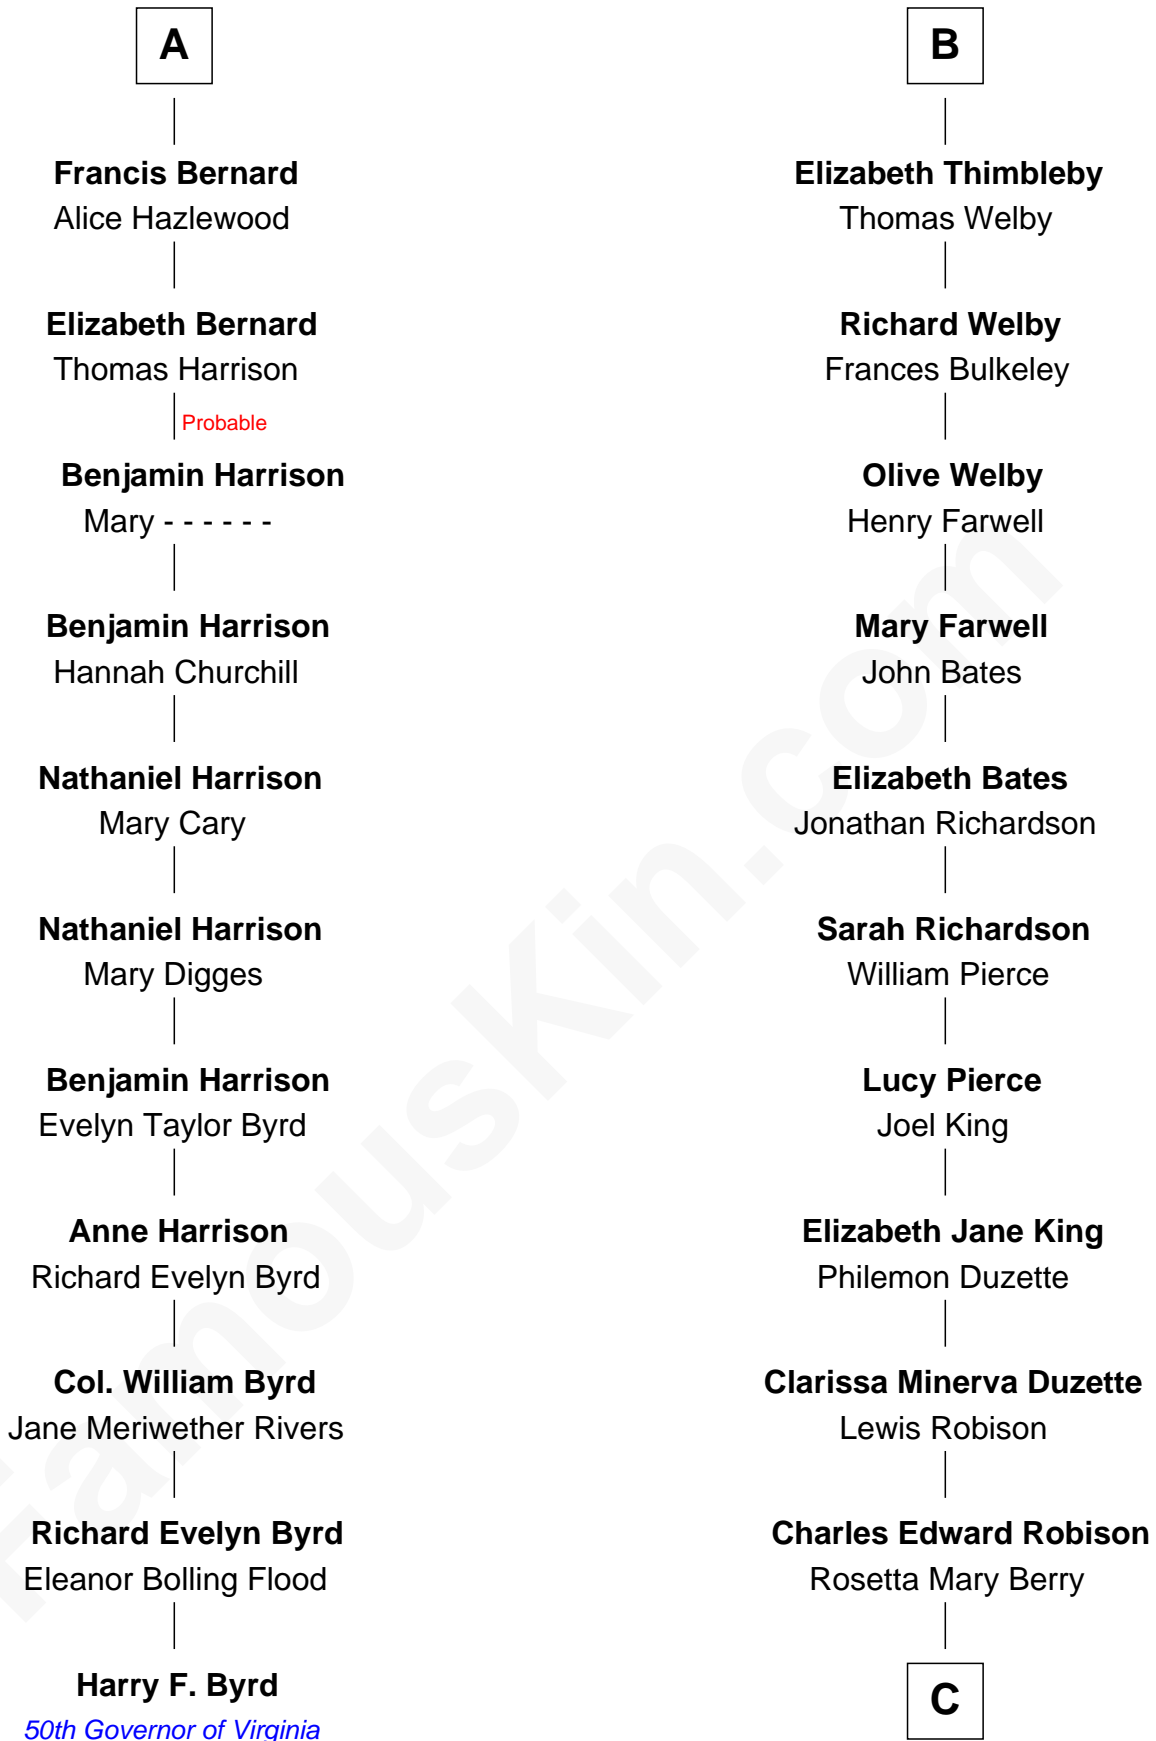 A
Francis Bernard
Alice Hazlewood
Elizabeth Bernard
Thomas Harrison
Probable
Benjamin Harrison
Mary - - - - - -
Benjamin Harrison
Hannah Churchill
Nathaniel Harrison
Mary Cary
Nathaniel Harrison
Mary Digges
Benjamin Harrison
Evelyn Taylor Byrd
Anne Harrison
Richard Evelyn Byrd
Col. William Byrd
Jane Meriwether Rivers
Richard Evelyn Byrd
Eleanor Bolling Flood
Harry F. Byrd
50th Governor of Virginia
B
Elizabeth Thimbleby
Thomas Welby
Richard Welby
Frances Bulkeley
Olive Welby
Henry Farwell
Mary Farwell
John Bates
Elizabeth Bates
Jonathan Richardson
Sarah Richardson
William Pierce
Lucy Pierce
Joel King
Elizabeth Jane King
Philemon Duzette
Clarissa Minerva Duzette
Lewis Robison
Charles Edward Robison
Rosetta Mary Berry
C
FamousKin.com